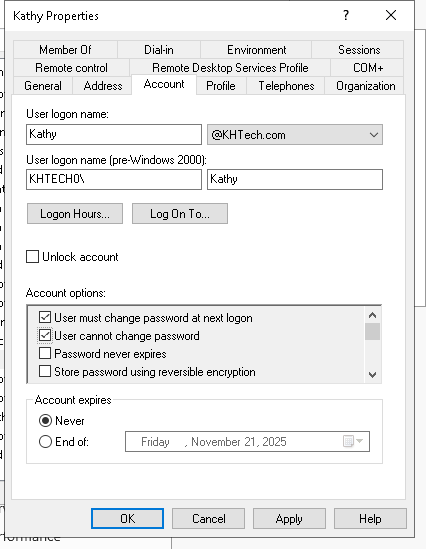 Kathy Properties
? ×
Member Of Dial-in Environment Sessions
Remote control Remote Desktop Services Profile COM+
General Address Account Profile Telephones Organization
User logon name:
Kathy @KHTech.com
User logon name (pre-Windows 2000):
KHTECH0\ Kathy
Logon Hours... Log On To...
Unlock account
Account options:
User must change password at next logon
User cannot change password
Password never expires
Store password using reversible encryption
Account expires
Never
End of: Friday , November 21, 2025
OK Cancel Apply Help